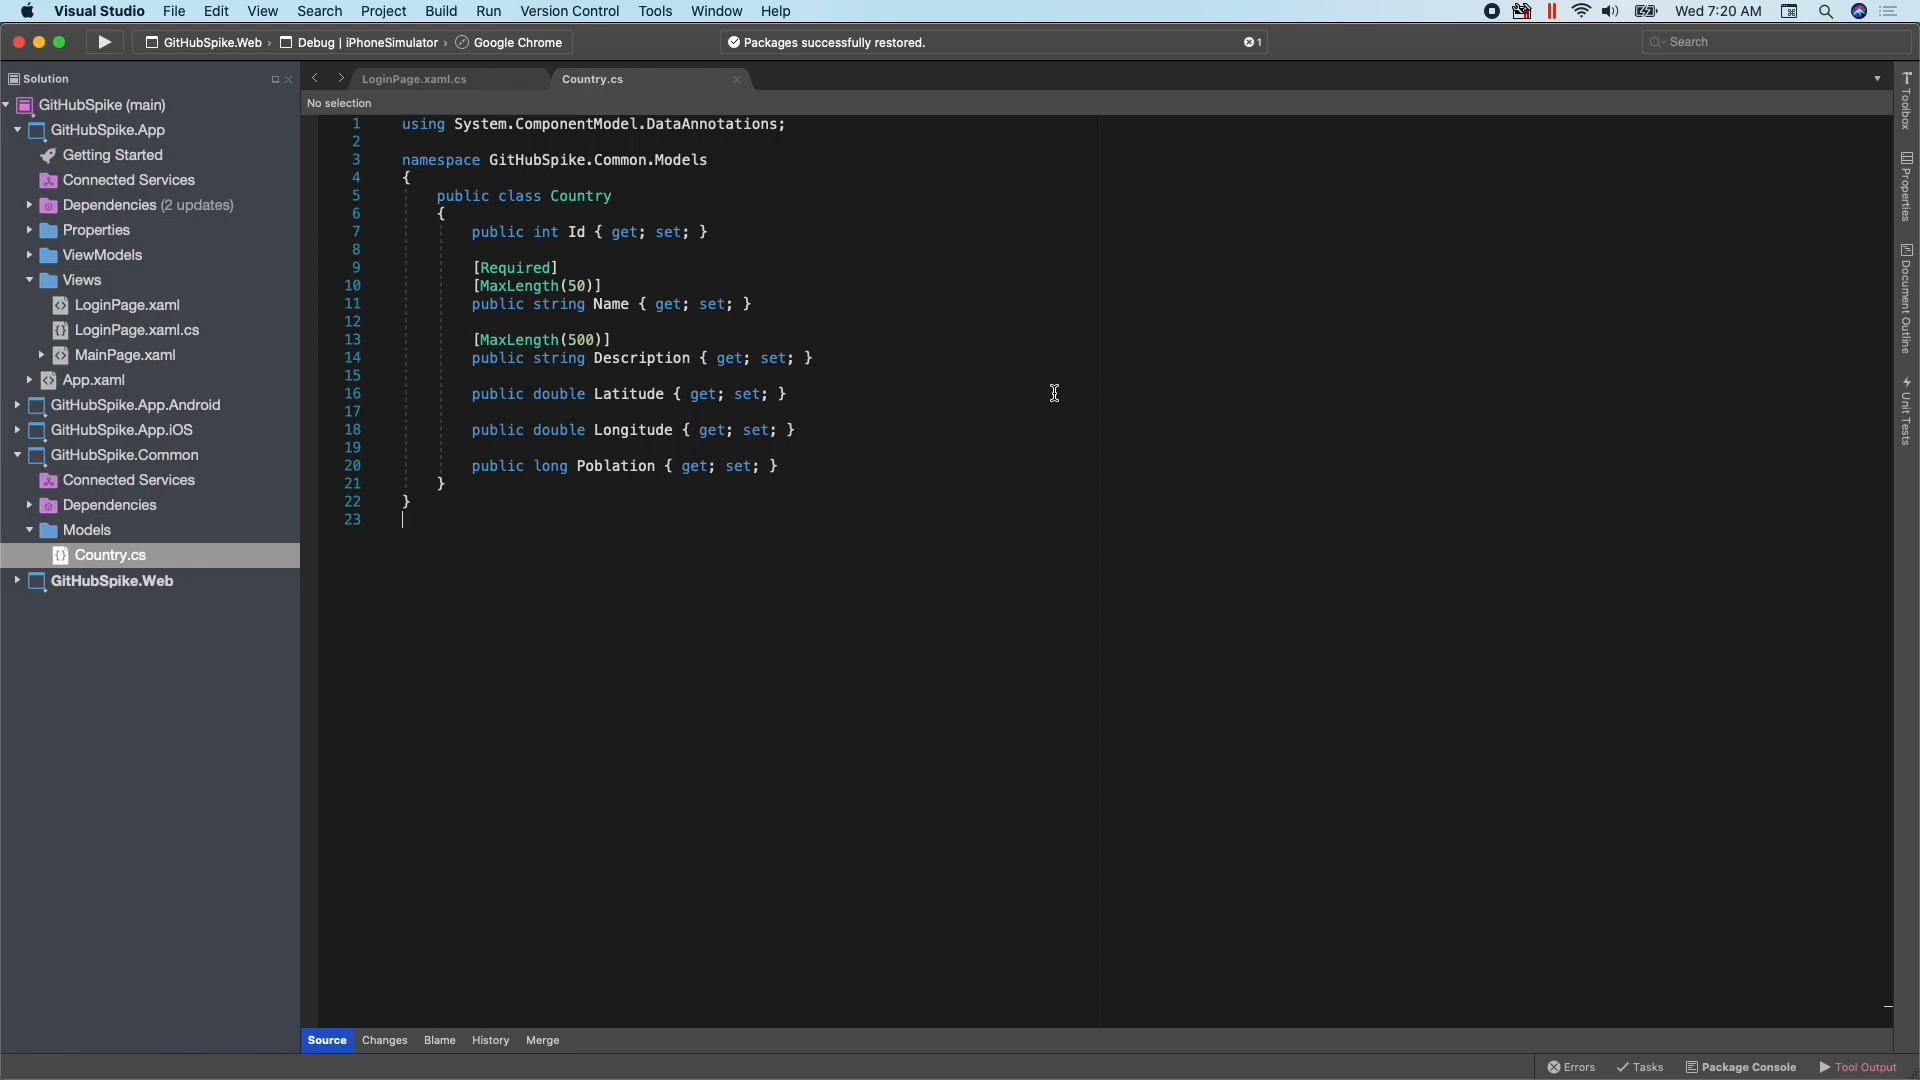 Visual Studio File Edit View Search Project Build Run Version Control Tools Window Help Wed 7:20 AM
GitHubSpike.Web › Debug | iPhoneSimulator › Google Chrome Packages successfully restored. 1 Search
Solution
GitHubSpike (main)
GitHubSpike.App
Getting Started
Connected Services
Dependencies (2 updates)
Properties
ViewModels
Views
LoginPage.xaml
LoginPage.xaml.cs
MainPage.xaml
App.xaml
GitHubSpike.App.Android
GitHubSpike.App.iOS
GitHubSpike.Common
Connected Services
Dependencies
Models
Country.cs
GitHubSpike.Web
LoginPage.xaml.cs Country.cs
No selection
1 using System.ComponentModel.DataAnnotations;
2
3 namespace GitHubSpike.Common.Models
4 {
5 public class Country
6 {
7 public int Id { get; set; }
8
9 [Required]
10 [MaxLength(50)]
11 public string Name { get; set; }
12
13 [MaxLength(500)]
14 public string Description { get; set; }
15
16 public double Latitude { get; set; }
17
18 public double Longitude { get; set; }
19
20 public long Poblation { get; set; }
21 }
22 }
23
Toolbox
Properties
Document Outline
Unit Tests
Source Changes Blame History Merge
Errors Tasks Package Console Tool Output